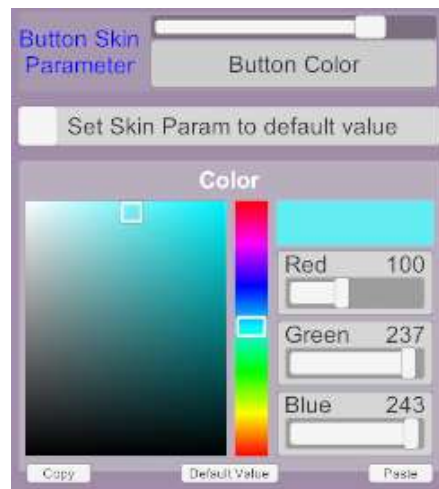 Button Skin
Parameter
Button Color
Set Skin Param to default value
Color
Red 100
Green 237
Blue 243
Copy Default Value Paste